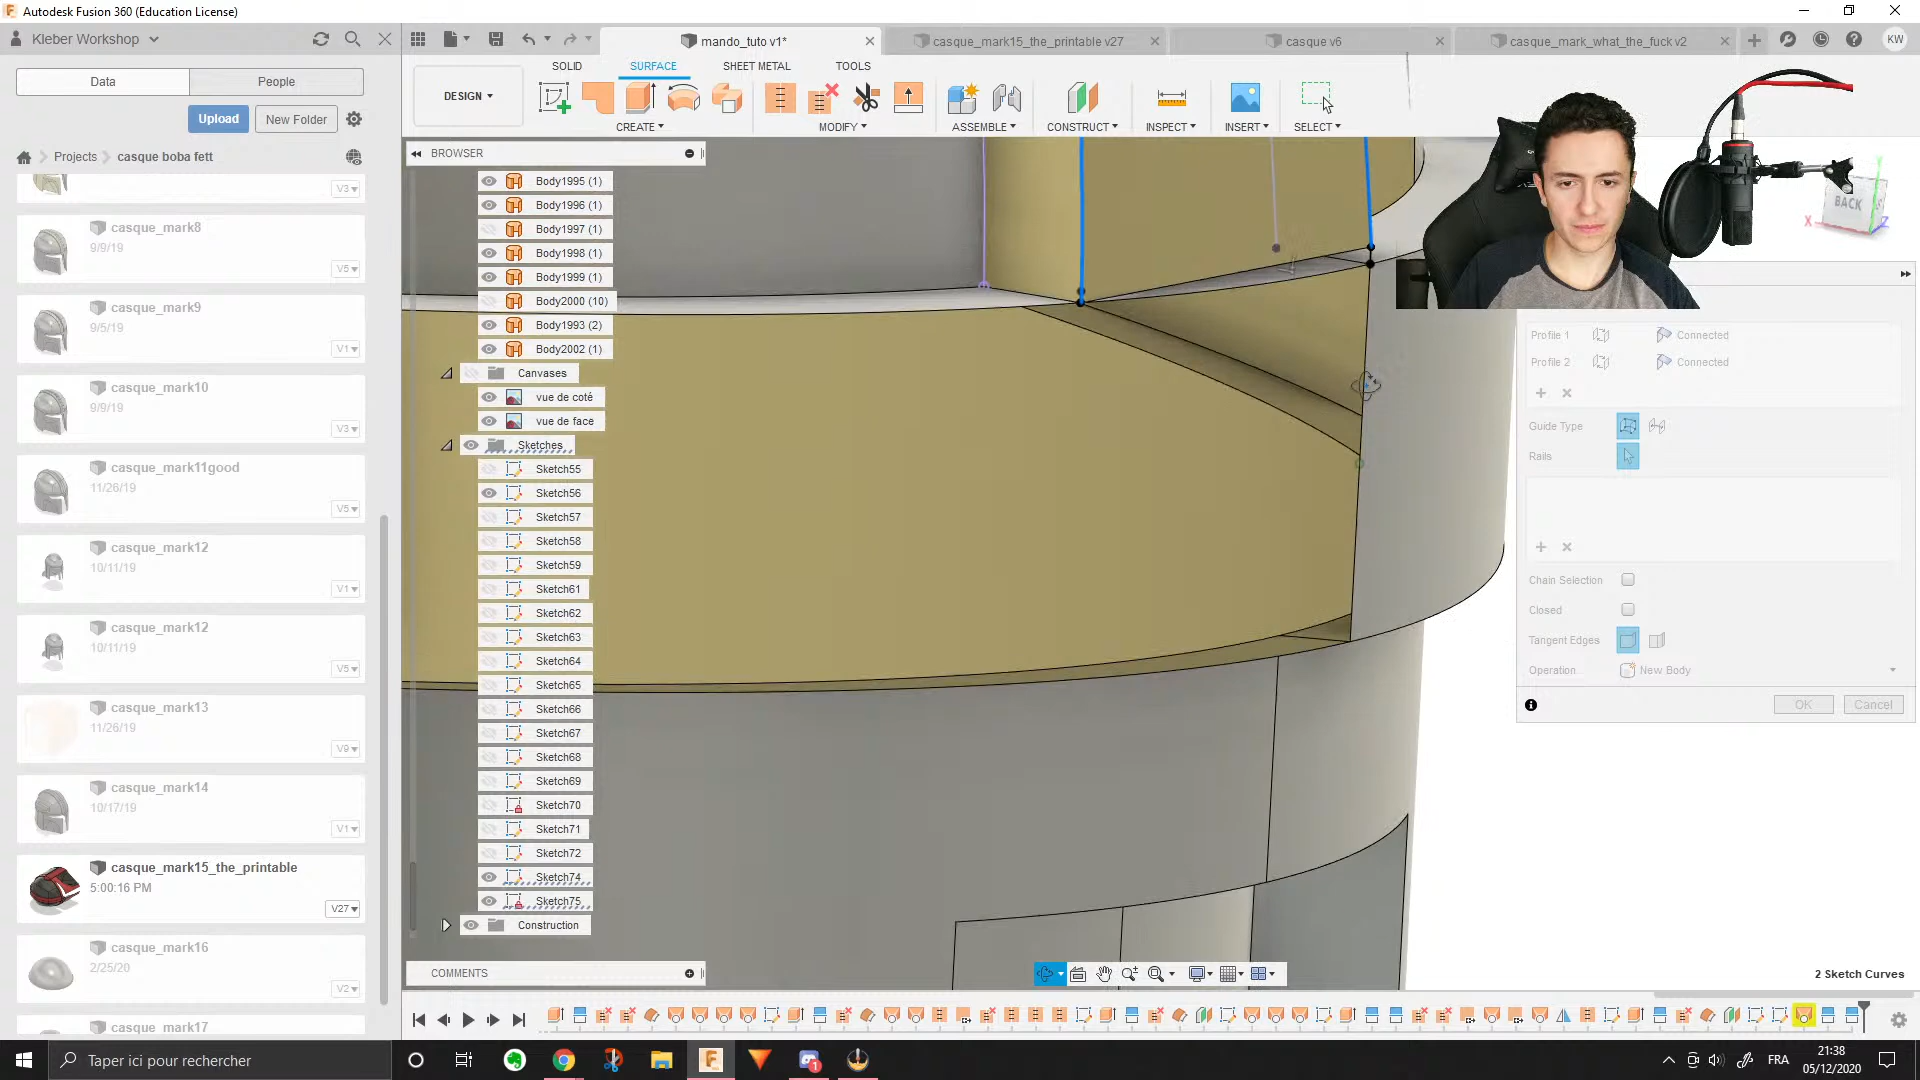 Autodesk Fusion 360 (Education License)
Kleber Workshop
mando_tuto v1*
casque_mark15_the_printable v27
casque v6
casque_mark_what_the_fuck v2
KW
Data
People
SOLID
SURFACE
SHEET METAL
TOOLS
DESIGN
Upload
New Folder
CREATE
MODIFY
ASSEMBLE
CONSTRUCT
INSPECT
INSERT
SELECT
Projects
casque boba fett
BROWSER
V3
casque_mark8
9/9/19
V5
casque_mark9
9/5/19
V1
casque_mark10
9/9/19
V3
casque_mark11good
11/26/19
V5
casque_mark12
10/11/19
V1
casque_mark12
10/11/19
V5
casque_mark13
11/26/19
V9
casque_mark14
10/17/19
V1
casque_mark15_the_printable
5:00:16 PM
V27
casque_mark16
2/25/20
V2
casque_mark17
Body1995 (1)
Body1996 (1)
Body1997 (1)
Body1998 (1)
Body1999 (1)
Body2000 (10)
Body1993 (2)
Body2002 (1)
Canvases
vue de coté
vue de face
Sketches
Sketch55
Sketch56
Sketch57
Sketch58
Sketch59
Sketch61
Sketch62
Sketch63
Sketch64
Sketch65
Sketch66
Sketch67
Sketch68
Sketch69
Sketch70
Sketch71
Sketch72
Sketch74
Sketch75
Construction
COMMENTS
BACK
X
Z
Profile 1
Connected
Profile 2
Connected
Guide Type
Rails
Chain Selection
Closed
Tangent Edges
Operation
New Body
OK
Cancel
2 Sketch Curves
Taper ici pour rechercher
FRA
21:38
05/12/2020